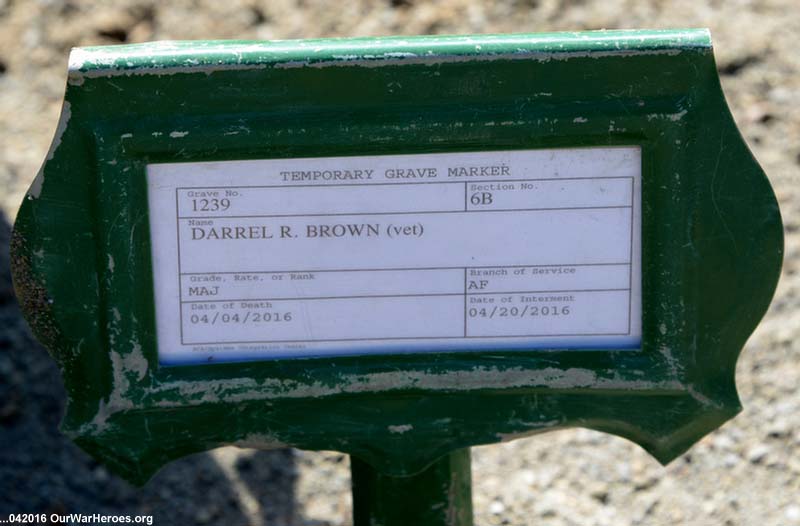 TEMPORARY GRAVE MARKER
Grave No. Section No.
1239 6B
Name
DARREL R. BROWN (vet)
Grade, Rate, or Rank Branch of Service
MAJ AF
Date of Death Date of Interment
04/04/2016 04/20/2016
...042016 OurWarHeroes.org